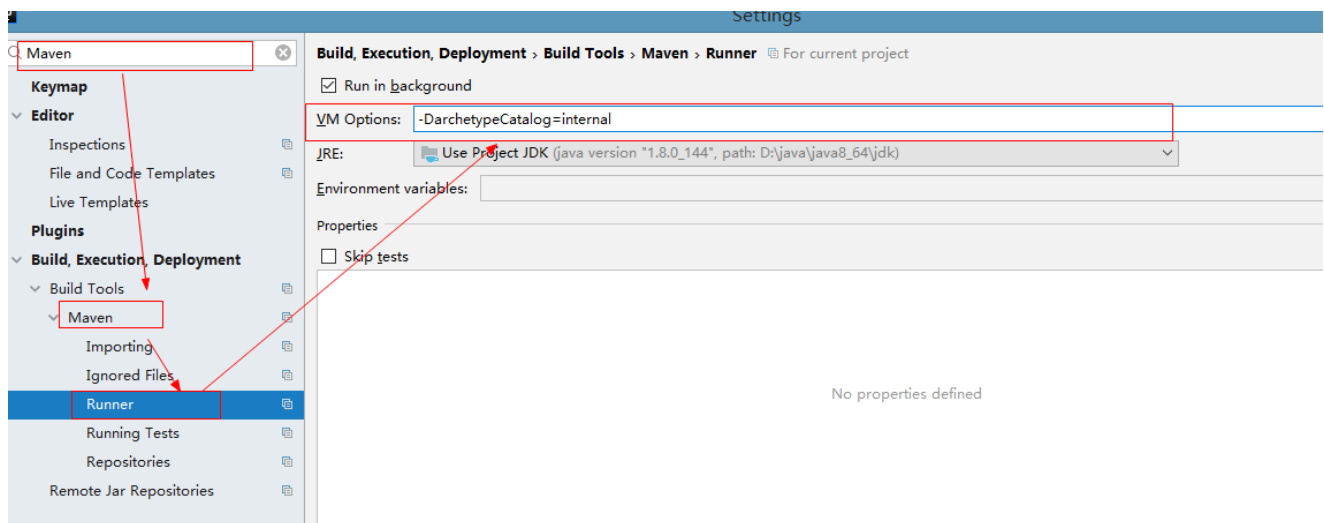 Settings
Maven
Keymap
Editor
Inspections
File and Code Templates
Live Templates
Plugins
Build, Execution, Deployment
Build Tools
Maven
Importing
Ignored Files
Runner
Running Tests
Repositories
Remote Jar Repositories
Build, Execution, Deployment › Build Tools › Maven › Runner For current project
Run in background
VM Options: -DarchetypeCatalog=internal
JRE: Use Project JDK (java version "1.8.0_144", path: D:\java\java8_64\jdk)
Environment variables:
Properties
Skip tests
No properties defined